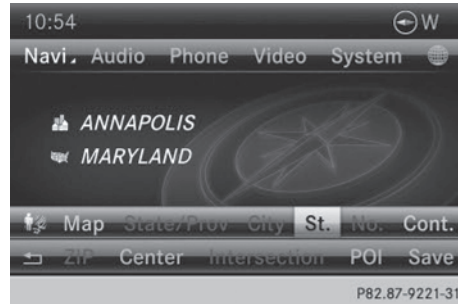 10:54 W
Navi Audio Phone Video System
ANNAPOLIS
MARYLAND
Map State/Prov City St. No. Cont.
ZIP Center Intersection POI Save
P82.87-9221-31